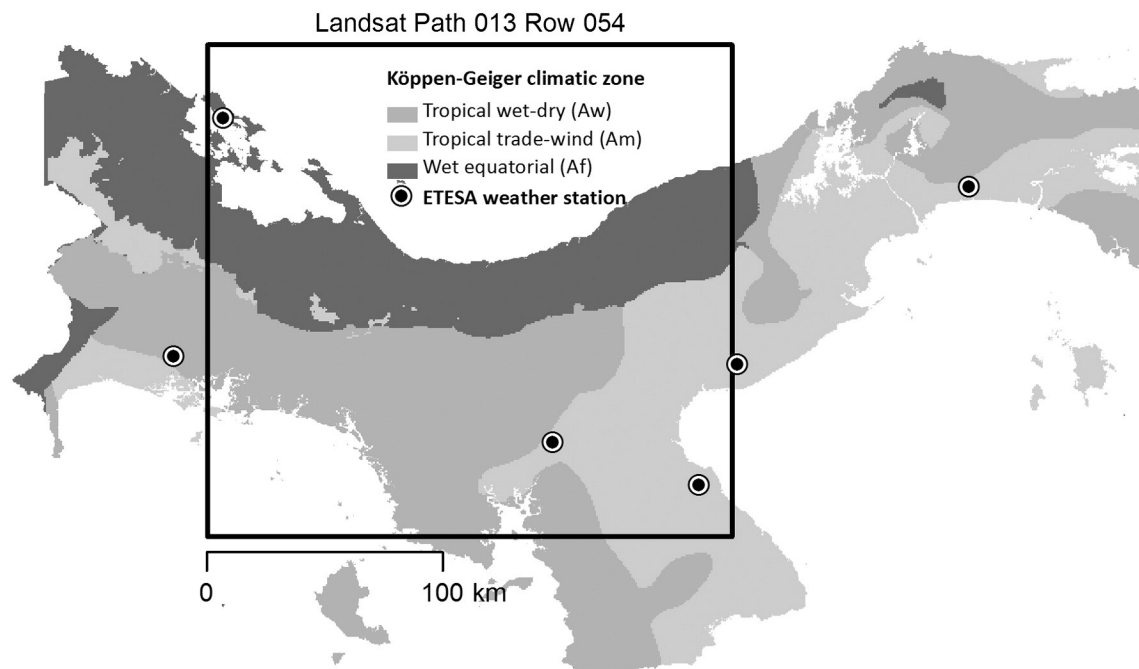 Landsat Path 013 Row 054
Köppen-Geiger climatic zone
Tropical wet-dry (Aw)
Tropical trade-wind (Am)
Wet equatorial (Af)
ETESA weather station
0 100 km